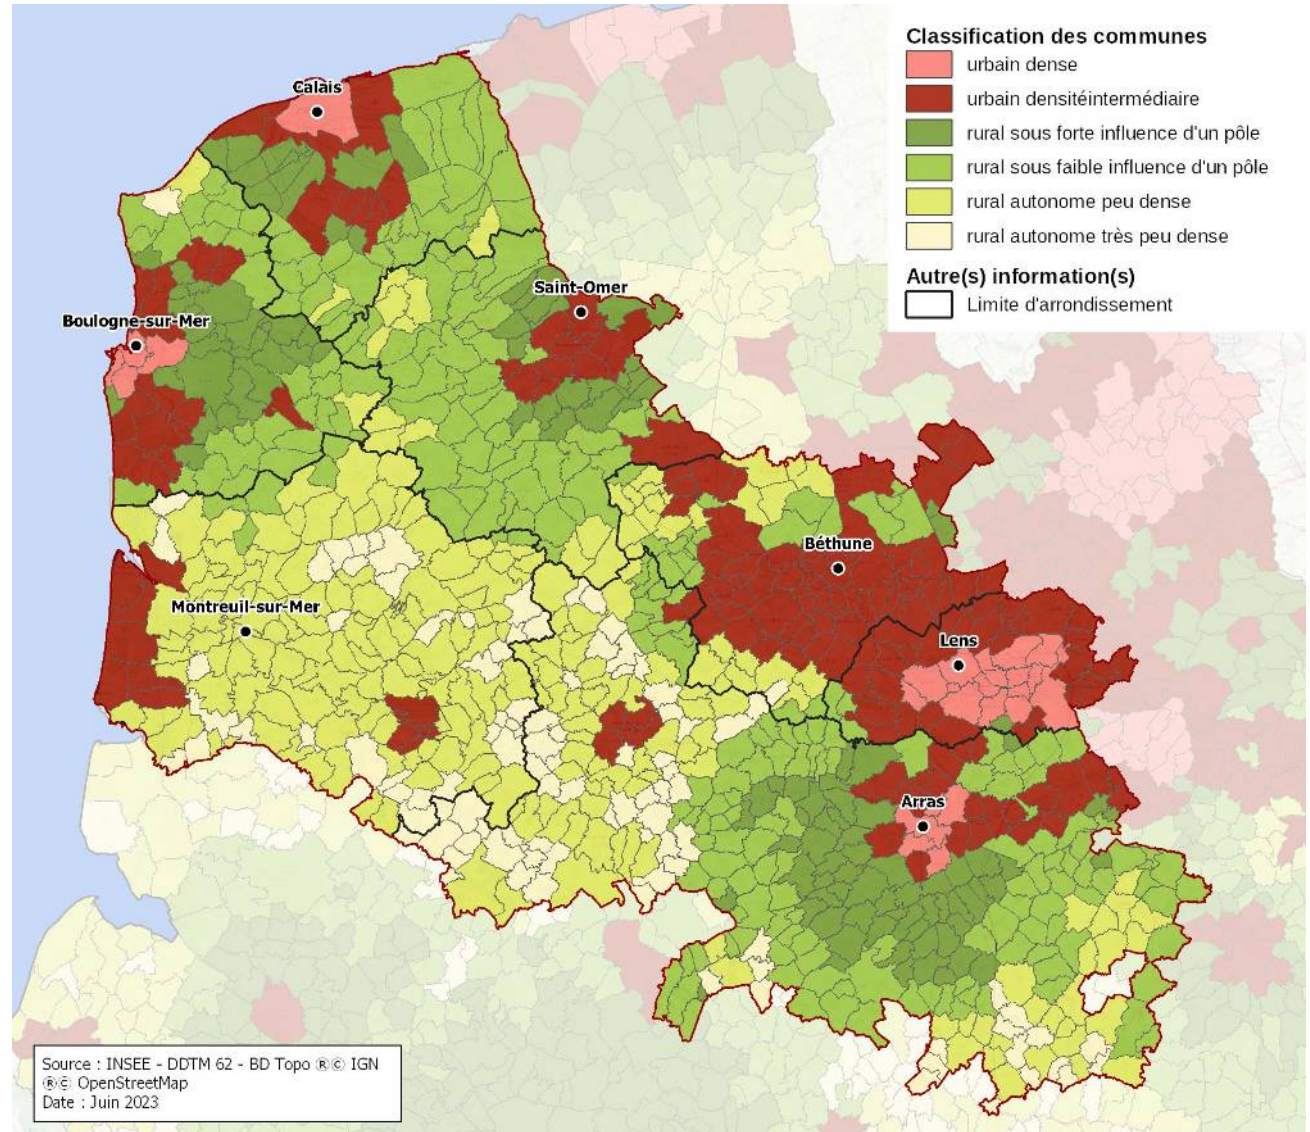 Classification des communes
urbain dense
urbain densitéintermédiaire
rural sous forte influence d'un pôle
rural sous faible influence d'un pôle
rural autonome peu dense
rural autonome très peu dense
Autre(s) information(s)
Limite d'arrondissement
Calais
Saint-Omer
Boulogne-sur-Mer
Béthune
Montreuil-sur-Mer
Lens
Arras
Source : INSEE - DDTM 62 - BD Topo ®© IGN
®© OpenStreetMap
Date : Juin 2023